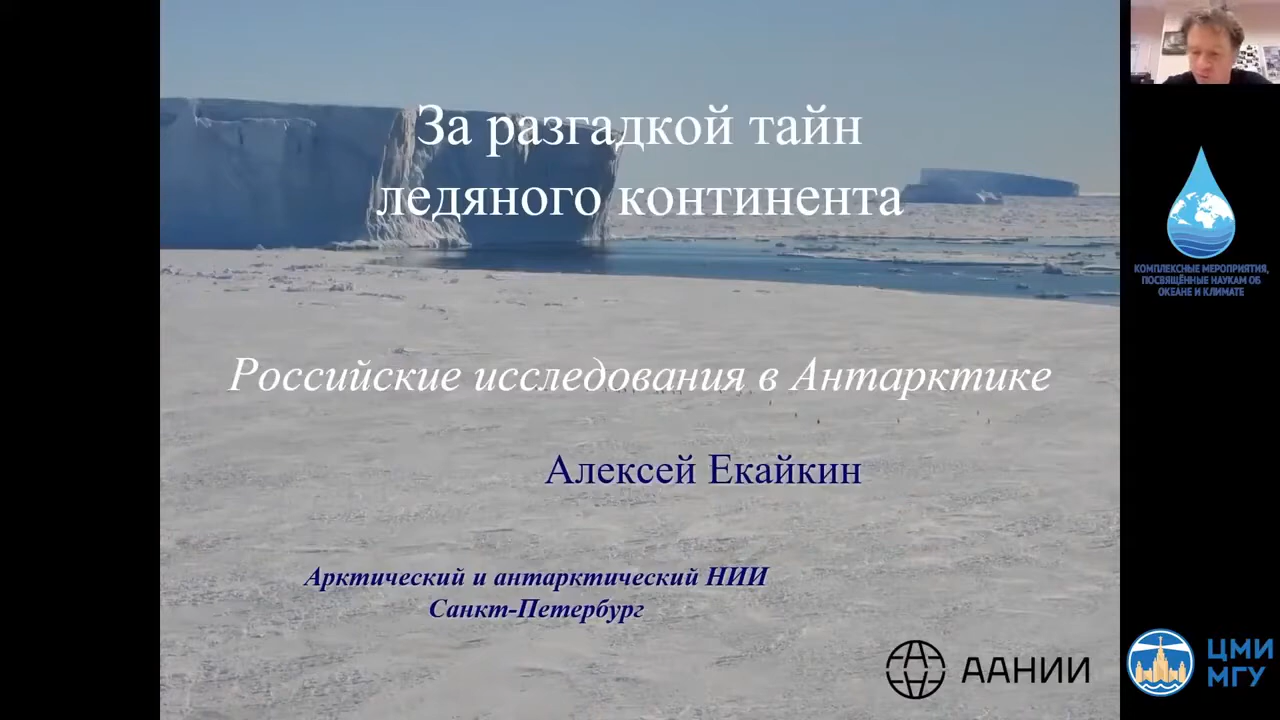 За разгадкой тайн
ледяного континента
Российские исследования в Антарктике
Алексей Екайкин
Арктический и антарктический НИИ
Санкт-Петербург
ААНИИ
КОМПЛЕКСНЫЕ МЕРОПРИЯТИЯ,
ПОСВЯЩЁННЫЕ НАУКАМ ОБ
ОКЕАНЕ И КЛИМАТЕ
ЦМИ
МГУ